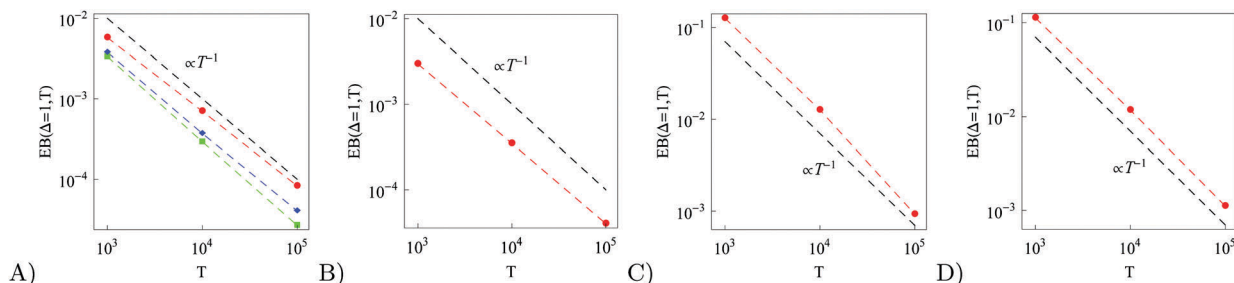 10⁻²
10⁻³
10⁻⁴
EB(Δ=1,T)
∝T⁻¹
10³ 10⁴ 10⁵
T
A)
10⁻²
10⁻³
10⁻⁴
EB(Δ=1,T)
∝T⁻¹
10³ 10⁴ 10⁵
T
B)
10⁻¹
10⁻²
10⁻³
EB(Δ=1,T)
∝T⁻¹
10³ 10⁴ 10⁵
T
C)
10⁻¹
10⁻²
10⁻³
EB(Δ=1,T)
∝T⁻¹
10³ 10⁴ 10⁵
T
D)